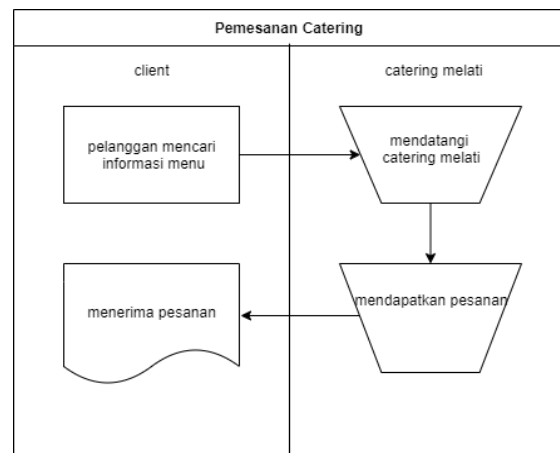 Pemesanan Catering
client
catering melati
pelanggan mencari
informasi menu
mendatangi
catering melati
menerima pesanan
mendapatkan pesanan